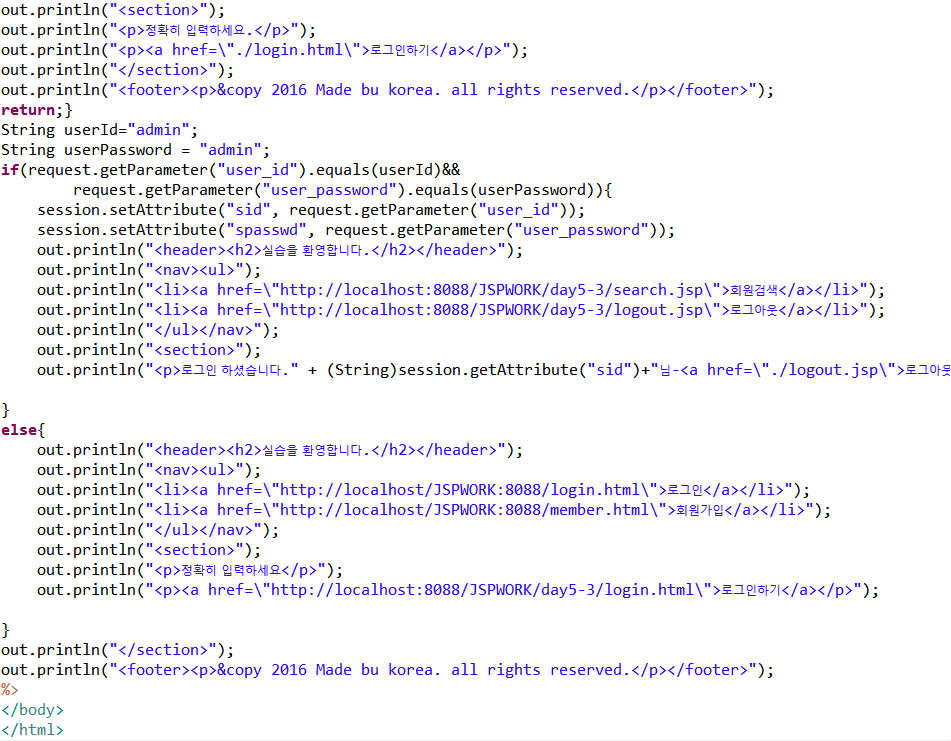 out.println("<section>");
out.println("<p>정확히 입력하세요.</p>");
out.println("<p><a href=\"./login.html\">로그인하기</a></p>");
out.println("</section>");
out.println("<footer><p>&copy 2016 Made bu korea. all rights reserved.</p></footer>");
return;}
String userId="admin";
String userPassword = "admin";
if(request.getParameter("user_id").equals(userId)&&
        request.getParameter("user_password").equals(userPassword)){
    session.setAttribute("sid", request.getParameter("user_id"));
    session.setAttribute("spasswd", request.getParameter("user_password"));
    out.println("<header><h2>실습을 환영합니다.</h2></header>");
    out.println("<nav><ul>");
    out.println("<li><a href=\"http://localhost:8088/JSPWORK/day5-3/search.jsp\">회원검색</a></li>");
    out.println("<li><a href=\"http://localhost:8088/JSPWORK/day5-3/logout.jsp\">로그아웃</a></li>");
    out.println("</ul></nav>");
    out.println("<section>");
    out.println("<p>로그인 하셨습니다." + (String)session.getAttribute("sid")+"님-<a href=\"./logout.jsp\">로그아웃
}
else{
    out.println("<header><h2>실습을 환영합니다.</h2></header>");
    out.println("<nav><ul>");
    out.println("<li><a href=\"http://localhost/JSPWORK:8088/login.html\">로그인</a></li>");
    out.println("<li><a href=\"http://localhost/JSPWORK:8088/member.html\">회원가입</a></li>");
    out.println("</ul></nav>");
    out.println("<section>");
    out.println("<p>정확히 입력하세요</p>");
    out.println("<p><a href=\"http://localhost:8088/JSPWORK/day5-3/login.html\">로그인하기</a></p>");
}
out.println("</section>");
out.println("<footer><p>&copy 2016 Made bu korea. all rights reserved.</p></footer>");
%>
</body>
</html>